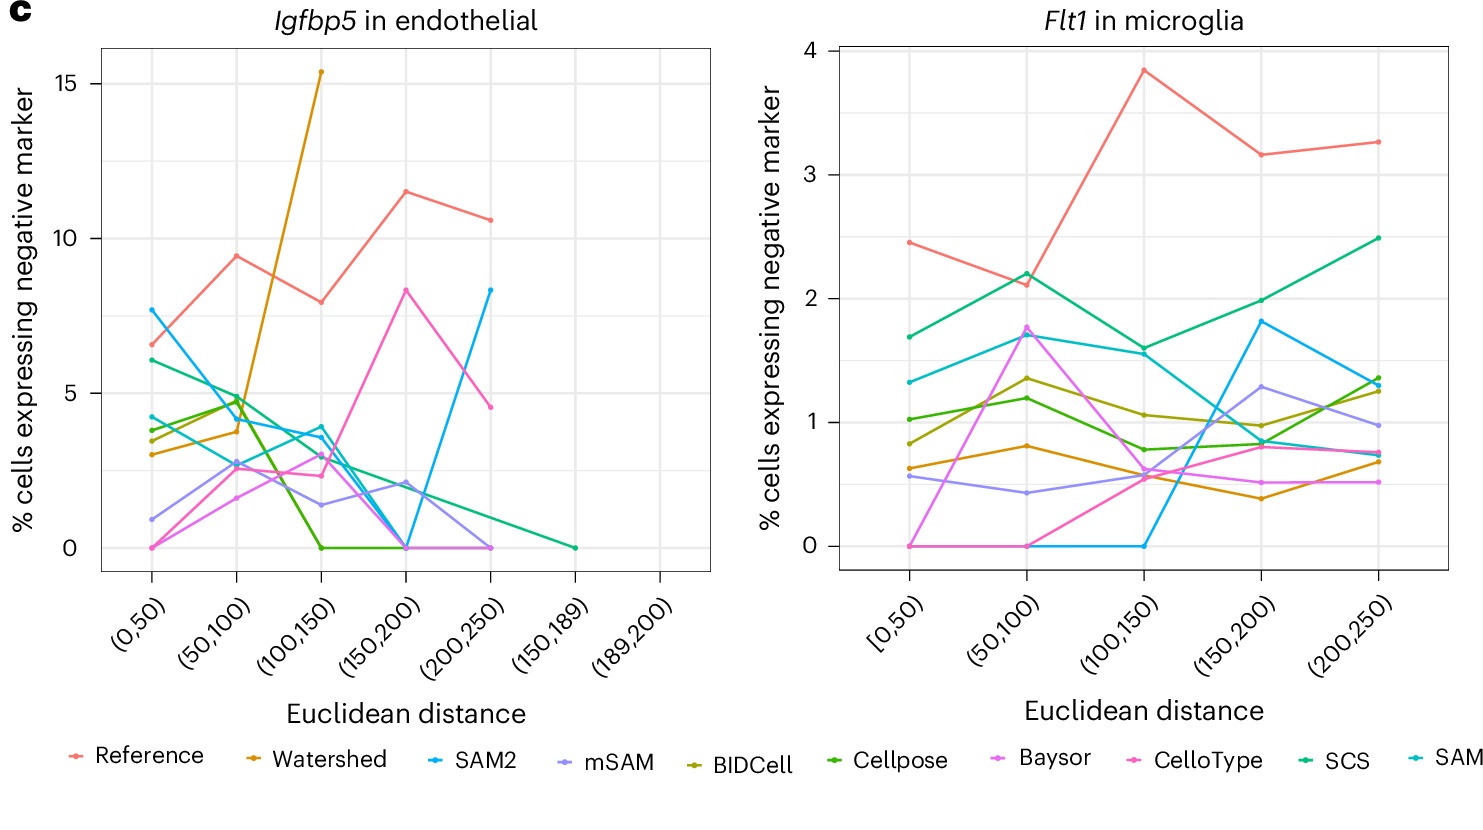 c
Igfbp5 in endothelial
% cells expressing negative marker
15
10
5
0
(0,50)
(50,100)
(100,150)
(150,200)
(200,250)
(150,189)
(189,200)
Euclidean distance
Flt1 in microglia
% cells expressing negative marker
4
3
2
1
0
[0,50)
(50,100)
(100,150)
(150,200)
(200,250)
Euclidean distance
Reference Watershed SAM2 mSAM BIDCell Cellpose Baysor CelloType SCS SAM